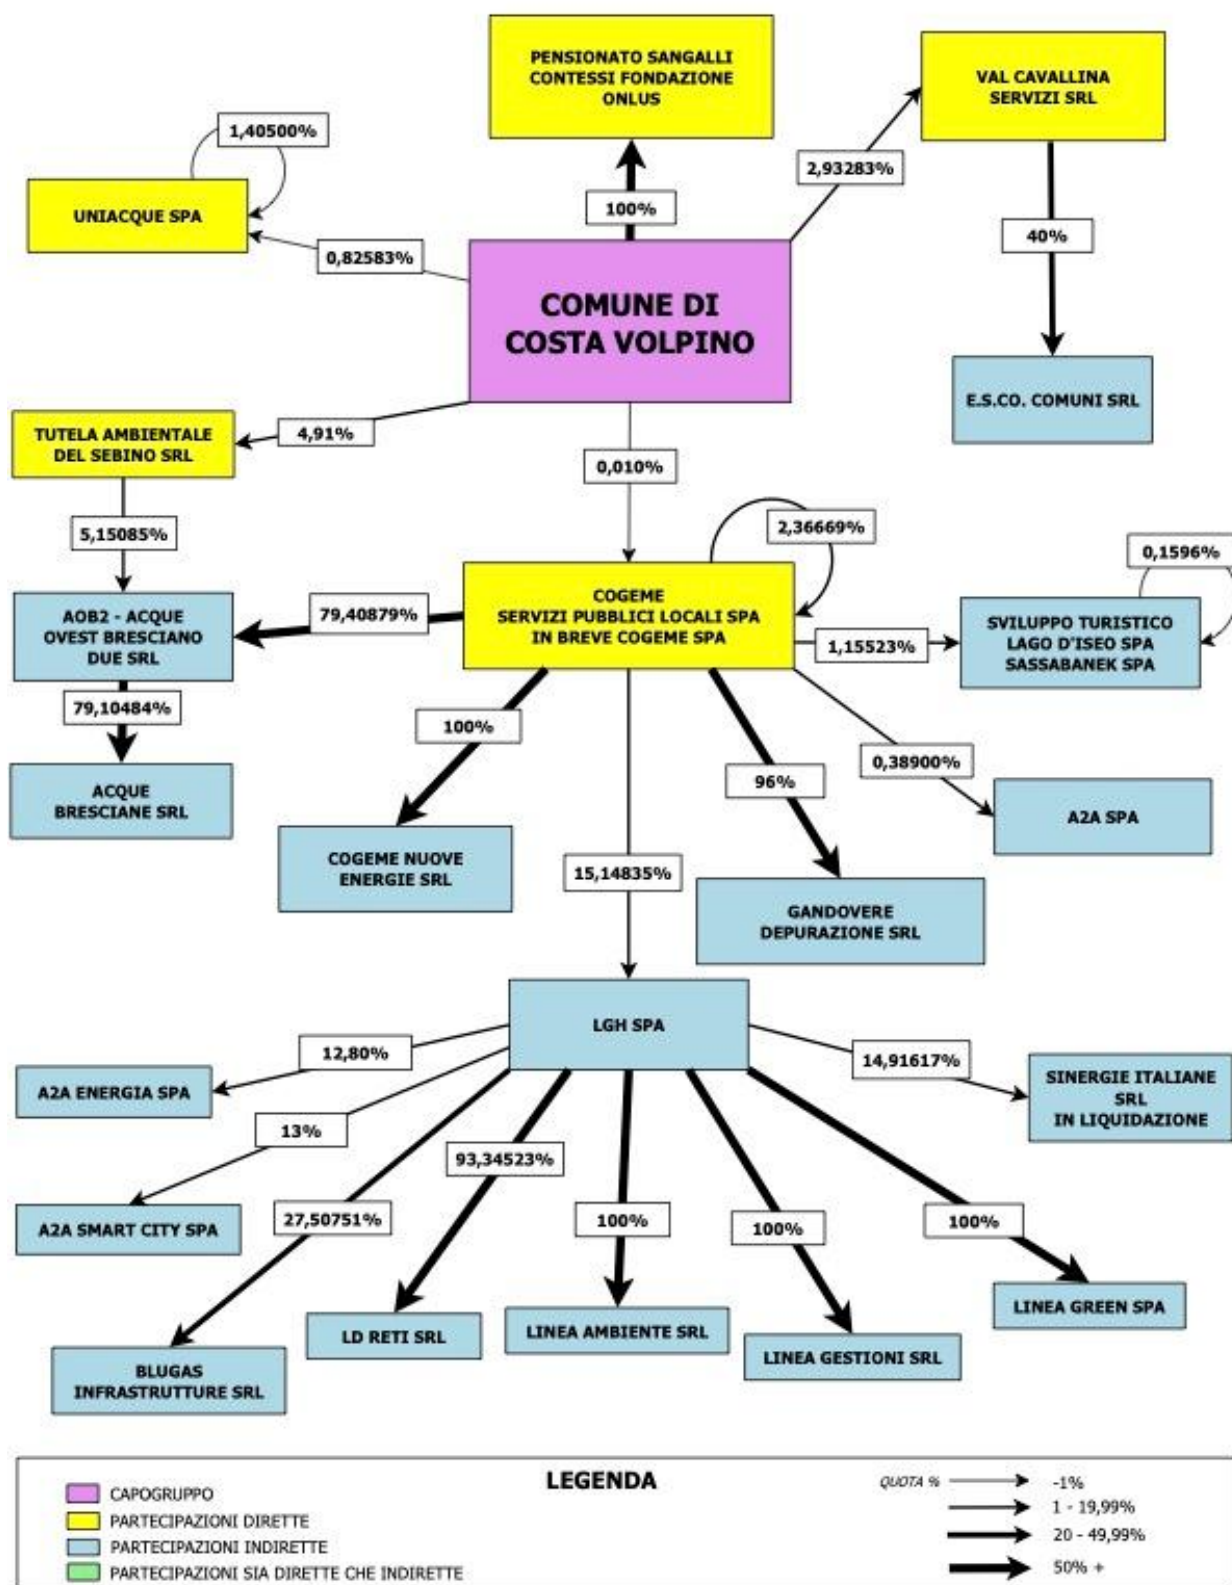 PENSIONATO SANGALLI
CONTESSI FONDAZIONE
ONLUS
VAL CAVALLINA
SERVIZI SRL
1,40500%
2,93283%
UNIACQUE SPA
100%
40%
0,82583%
COMUNE DI
COSTA VOLPINO
E.S.CO. COMUNI SRL
TUTELA AMBIENTALE
DEL SEBINO SRL
4,91%
0,010%
5,15085%
2,36669%
0,1596%
AOB2 - ACQUE
OVEST BRESCIANO
DUE SRL
79,40879%
COGEME
SERVIZI PUBBLICI LOCALI SPA
IN BREVE COGEME SPA
1,15523%
SVILUPPO TURISTICO
LAGO D'ISEO SPA
SASSABANEK SPA
79,10484%
100%
96%
0,38900%
ACQUE
BRESCIANE SRL
A2A SPA
COGEME NUOVE
ENERGIE SRL
15,14835%
GANDOVERE
DEPURAZIONE SRL
LGH SPA
12,80%
14,91617%
A2A ENERGIA SPA
SINERGIE ITALIANE
SRL
IN LIQUIDAZIONE
13%
93,34523%
A2A SMART CITY SPA
27,50751%
100%
100%
100%
LD RETI SRL
LINEA AMBIENTE SRL
LINEA GESTIONI SRL
LINEA GREEN SPA
BLUGAS
INFRASTRUTTURE SRL
LEGENDA
CAPOGRUPPO
PARTECIPAZIONI DIRETTE
PARTECIPAZIONI INDIRETTE
PARTECIPAZIONI SIA DIRETTE CHE INDIRETTE
QUOTA %
-1%
1 - 19,99%
20 - 49,99%
50% +